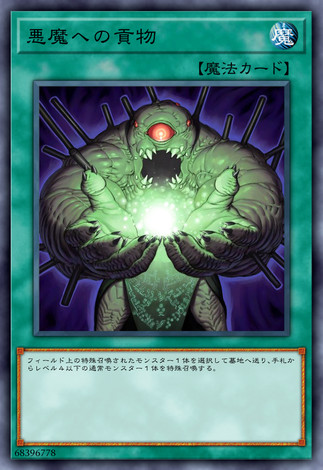 悪魔への貢物
魔
【魔法カード】
フィールド上の特殊召喚されたモンスター１体を選択して墓地へ送り、手札か
らレベル４以下の通常モンスター１体を特殊召喚する。
68396778